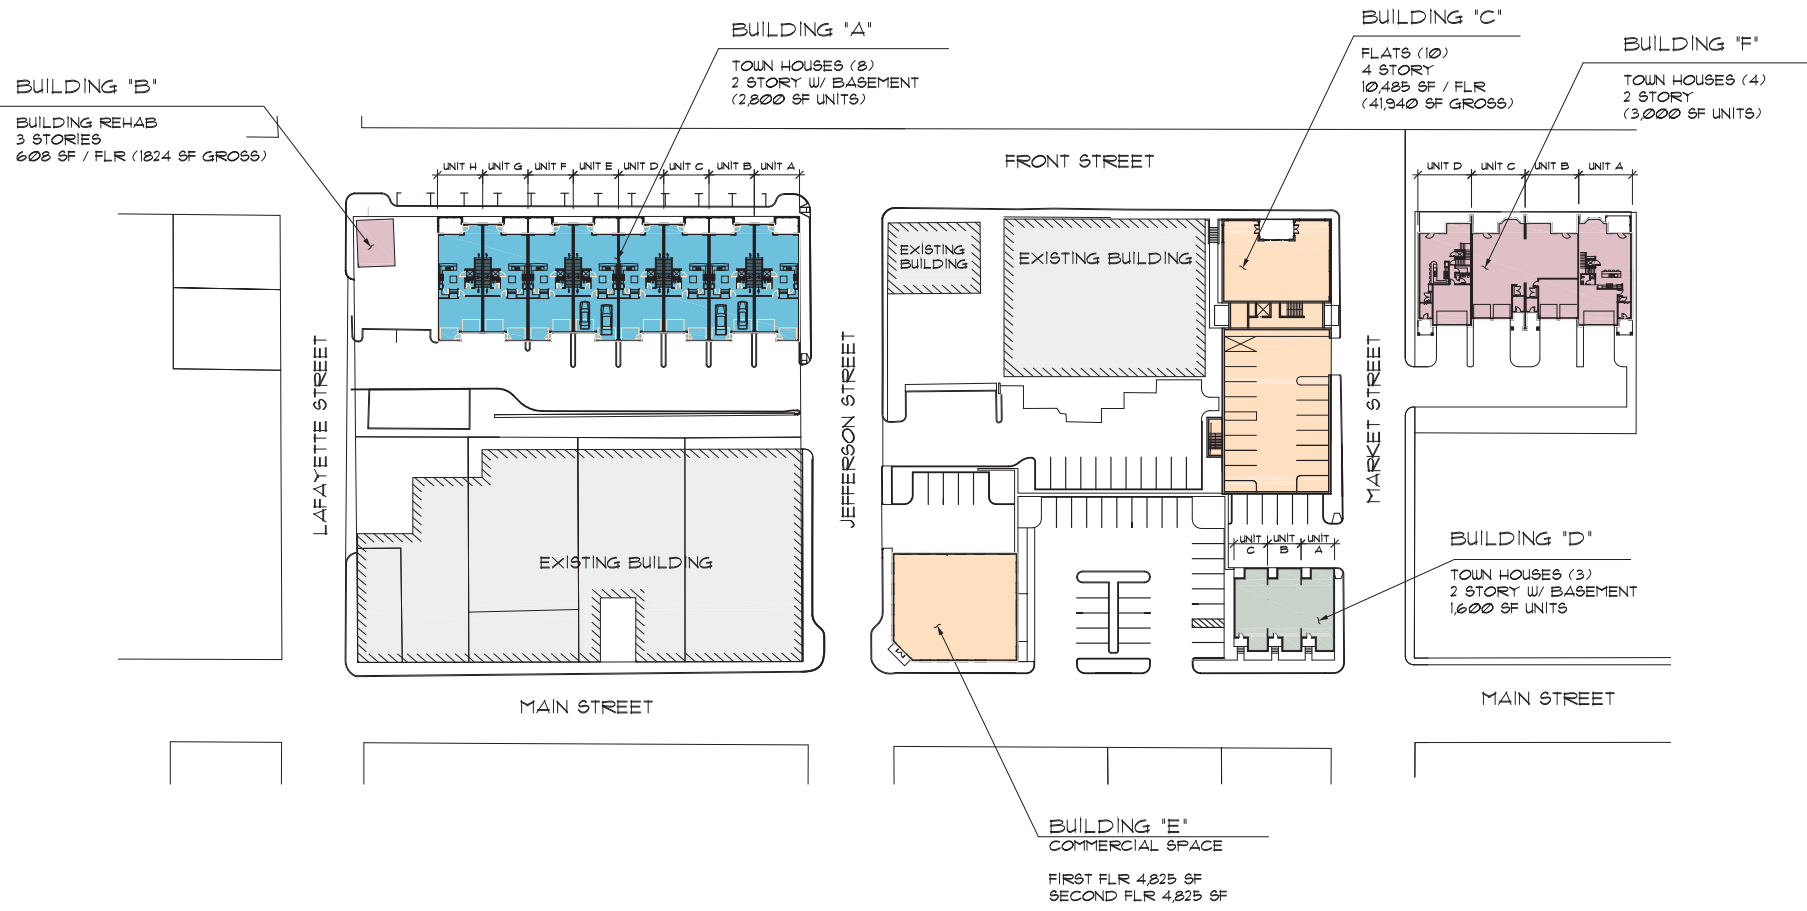 BUILDING "A"
TOWN HOUSES (8)
2 STORY W/ BASEMENT
(2,800 SF UNITS)
BUILDING "C"
FLATS (10)
4 STORY
10,485 SF / FLR
(41,940 SF GROSS)
BUILDING "F"
TOWN HOUSES (4)
2 STORY
(3,000 SF UNITS)
BUILDING "B"
BUILDING REHAB
3 STORIES
608 SF / FLR (1824 SF GROSS)
FRONT STREET
UNIT H UNIT G UNIT F UNIT E UNIT D UNIT C UNIT B UNIT A
UNIT D UNIT C UNIT B UNIT A
EXISTING
BUILDING
EXISTING BUILDING
LAFAYETTE STREET
JEFFERSON STREET
MARKET STREET
EXISTING BUILDING
UNIT
C
UNIT
B
UNIT
A
BUILDING "D"
TOWN HOUSES (3)
2 STORY W/ BASEMENT
1,600 SF UNITS
MAIN STREET
MAIN STREET
BUILDING "E"
COMMERCIAL SPACE
FIRST FLR 4,825 SF
SECOND FLR 4,825 SF